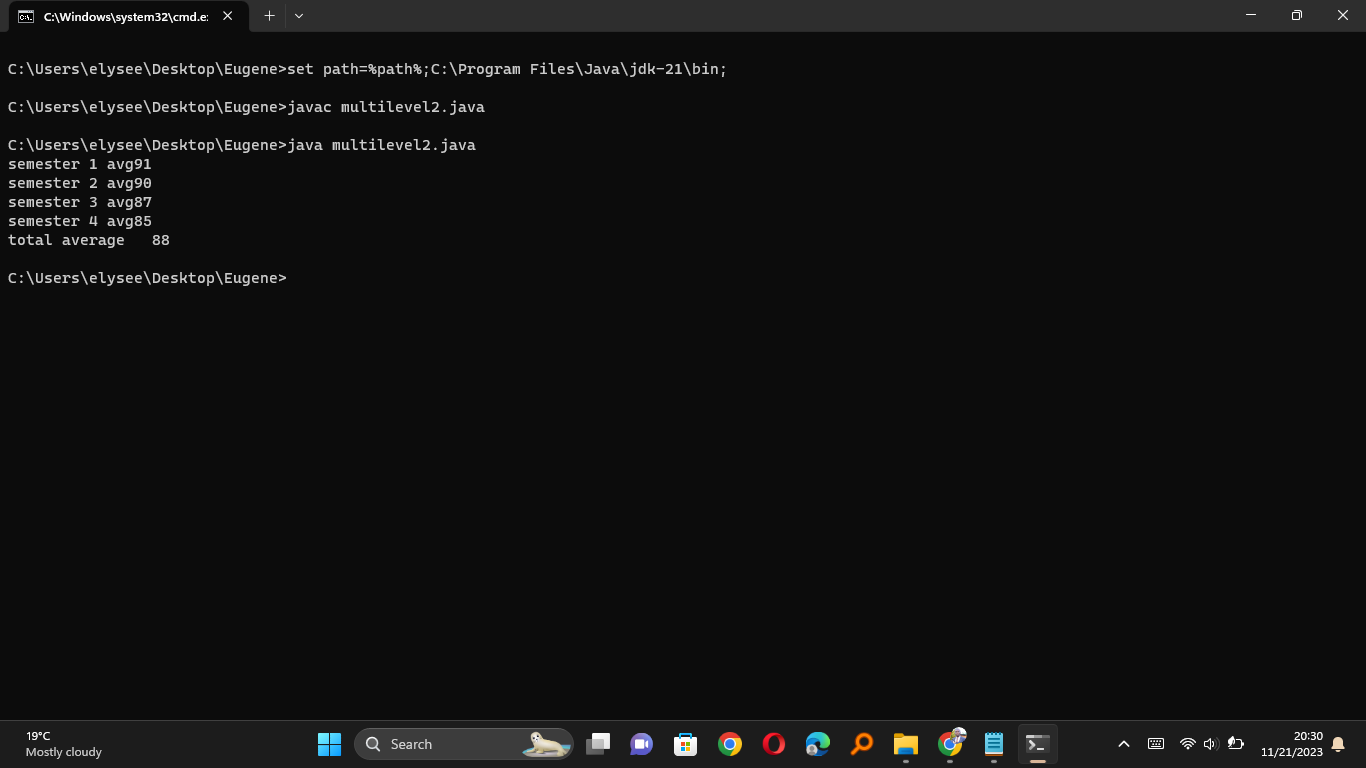 C:\Windows\system32\cmd.e:
C:\Users\elysee\Desktop\Eugene>set path=%path%;C:\Program Files\Java\jdk-21\bin;
C:\Users\elysee\Desktop\Eugene>javac multilevel2.java
C:\Users\elysee\Desktop\Eugene>java multilevel2.java
semester 1 avg91
semester 2 avg90
semester 3 avg87
semester 4 avg85
total average   88
C:\Users\elysee\Desktop\Eugene>
19°C
Mostly cloudy
Search
20:30
11/21/2023